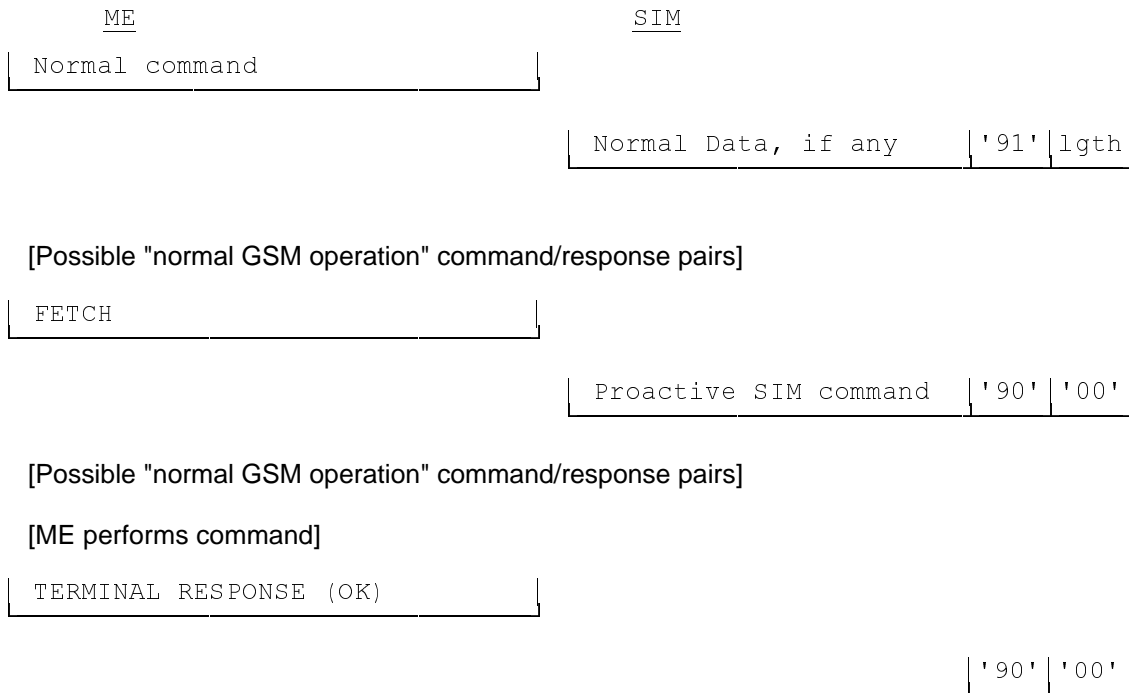 ME SIM
Normal command
Normal Data, if any '91' lgth
[Possible "normal GSM operation" command/response pairs]
FETCH
Proactive SIM command '90' '00'
[Possible "normal GSM operation" command/response pairs]
[ME performs command]
TERMINAL RESPONSE (OK)
'90' '00'